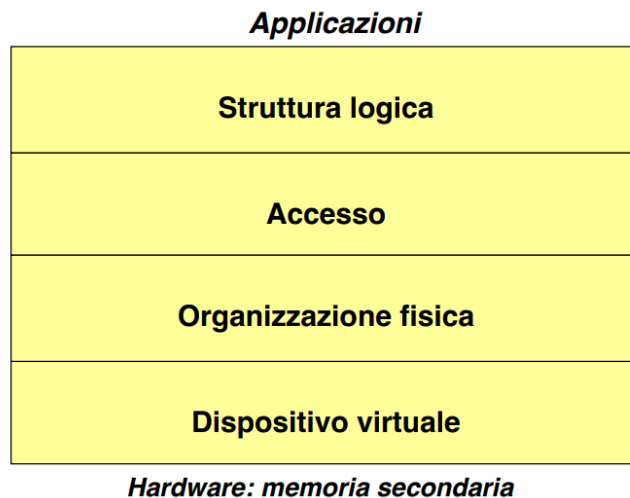 Applicazioni
Struttura logica
Accesso
Organizzazione fisica
Dispositivo virtuale
Hardware: memoria secondaria